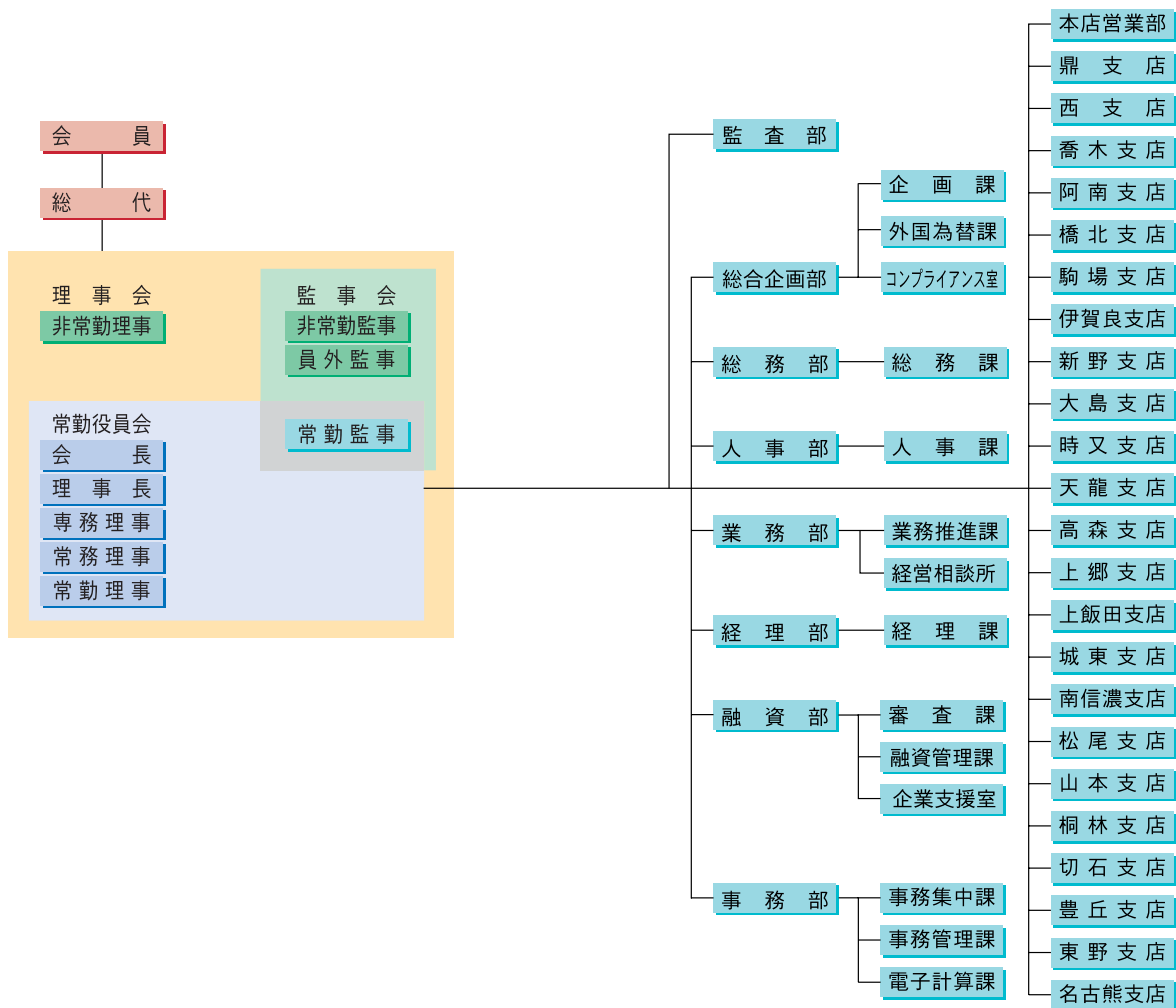 会員
総代
理事会
非常勤理事
監事会
非常勤監事
員外監事
常勤監事
常勤役員会
会長
理事長
専務理事
常務理事
常勤理事
監査部
総合企画部
企画課
外国為替課
コンプライアンス室
総務部
総務課
人事部
人事課
業務部
業務推進課
経営相談所
経理部
経理課
融資部
審査課
融資管理課
企業支援室
事務部
事務集中課
事務管理課
電子計算課
本店営業部
鼎支店
西支店
喬木支店
阿南支店
橋北支店
駒場支店
伊賀良支店
新野支店
大島支店
時又支店
天龍支店
高森支店
上郷支店
上飯田支店
城東支店
南信濃支店
松尾支店
山本支店
桐林支店
切石支店
豊丘支店
東野支店
名古熊支店